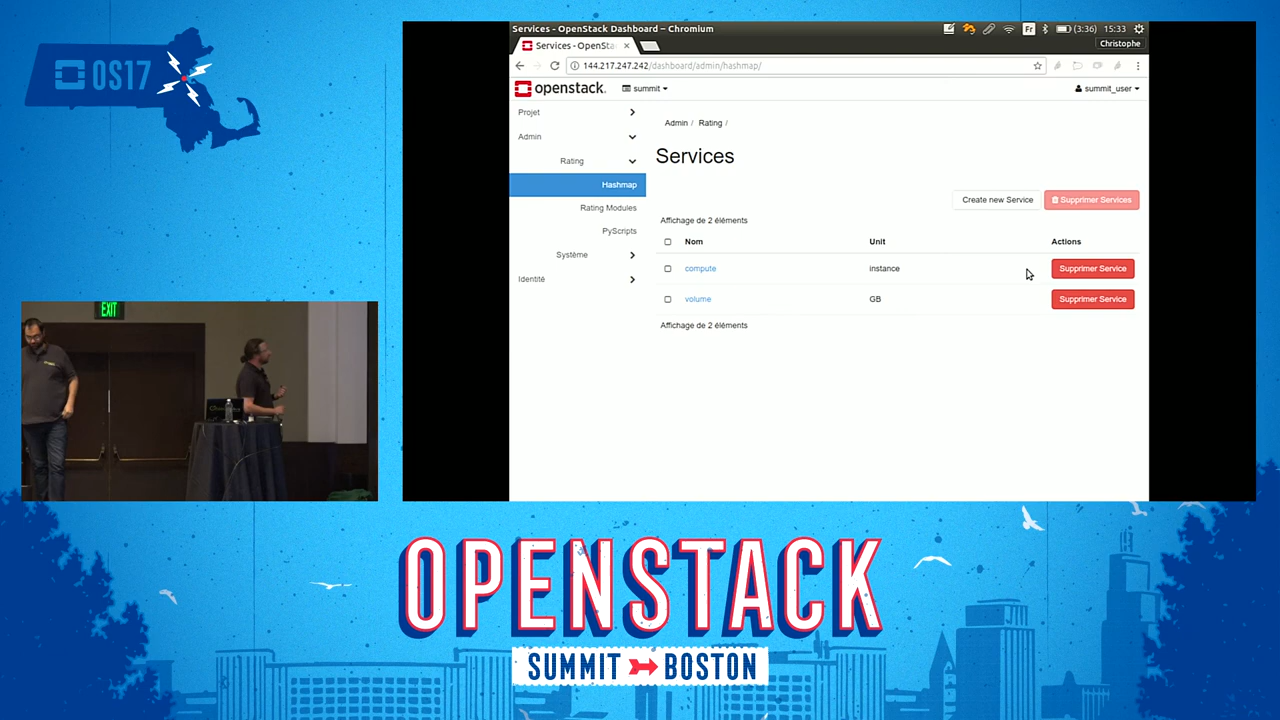 OS17
Services - OpenStack Dashboard – Chromium
Fr
(3:36)
15:33
Services - OpenSta
Christophe
144.217.247.242/dashboard/admin/hashmap/
openstack.
summit
summit_user
Projet
Admin
Rating
Hashmap
Rating Modules
PyScripts
Système
Identité
Admin / Rating /
Services
Create new Service
Supprimer Services
Affichage de 2 éléments
Nom Unit Actions
compute instance Supprimer Service
volume GB Supprimer Service
Affichage de 2 éléments
EXIT
OPENSTACK
SUMMIT BOSTON